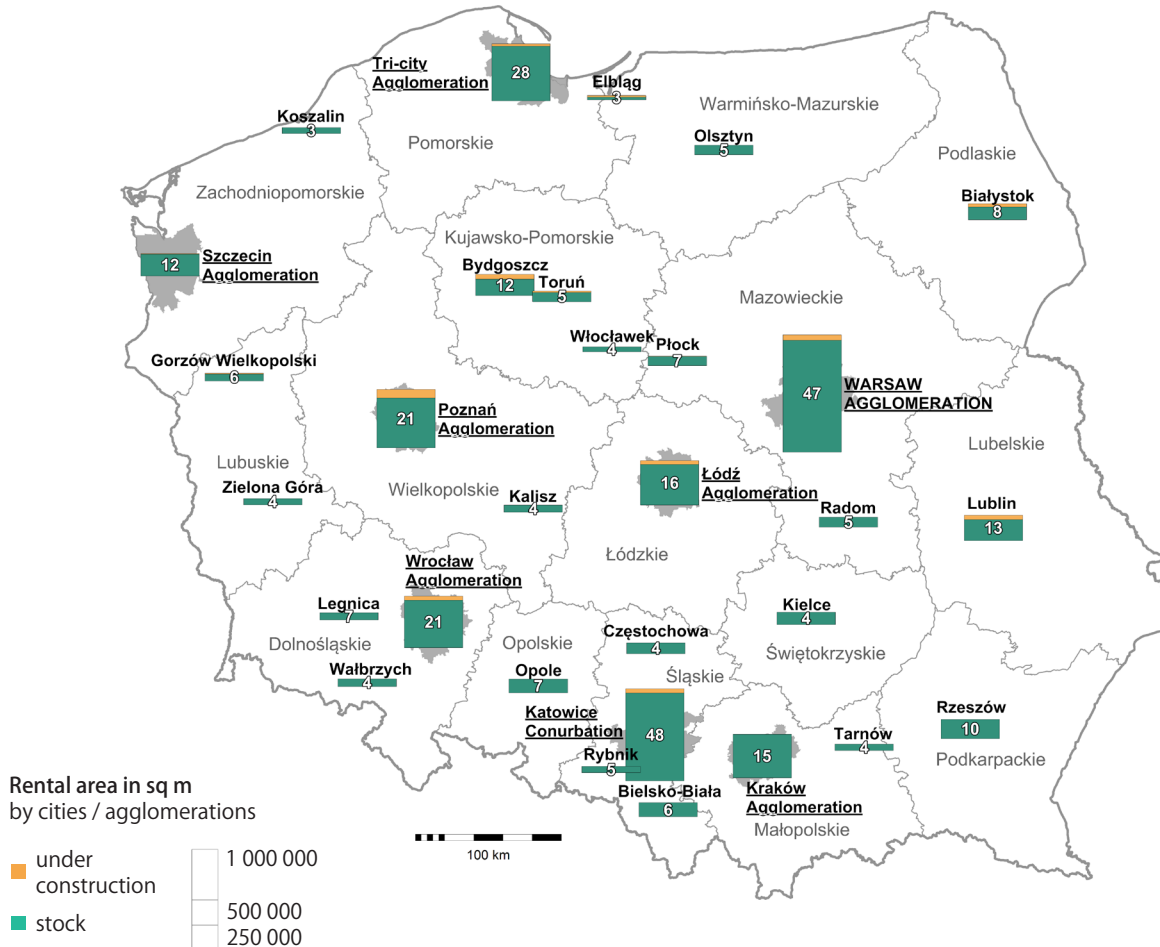 Tri-city
Agglomeration
28
Elbląg
3
Koszalin
3
Warmińsko-Mazurskie
Olsztyn
5
Pomorskie
Podlaskie
Zachodniopomorskie
Białystok
8
Kujawsko-Pomorskie
Szczecin
Agglomeration
12
Bydgoszcz
12
Toruń
5
Mazowieckie
Włocławek
4
Płock
7
Gorzów Wielkopolski
6
WARSAW
AGGLOMERATION
47
Poznań
Agglomeration
21
Lubelskie
Lubuskie
Zielona Góra
4
Wielkopolskie
Kalisz
4
Łódź
Agglomeration
16
Radom
5
Lublin
13
Łódzkie
Wrocław
Agglomeration
21
Legnica
7
Dolnośląskie
Wałbrzych
4
Opolskie
Opole
7
Częstochowa
4
Śląskie
Kielce
4
Świętokrzyskie
Katowice
Conurbation
48
Rybnik
5
Bielsko-Biała
6
15
Kraków
Agglomeration
Małopolskie
Tarnów
4
Rzeszów
10
Podkarpackie
Rental area in sq m
by cities / agglomerations
under
construction
stock
1 000 000
500 000
250 000
100 km